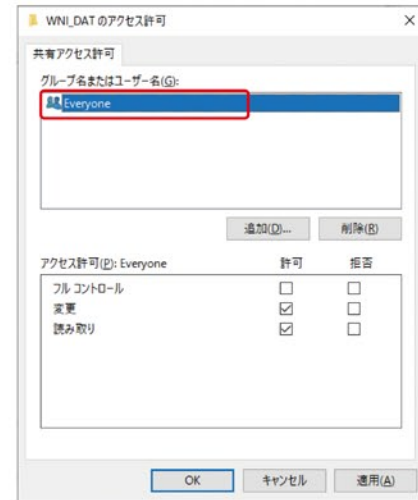 WNI_DAT のアクセス許可
共有アクセス許可
グループ名またはユーザー名(G):
Everyone
追加(D)...
削除(R)
アクセス許可(P): Everyone 許可 拒否
フル コントロール
変更
読み取り
OK キャンセル 適用(A)